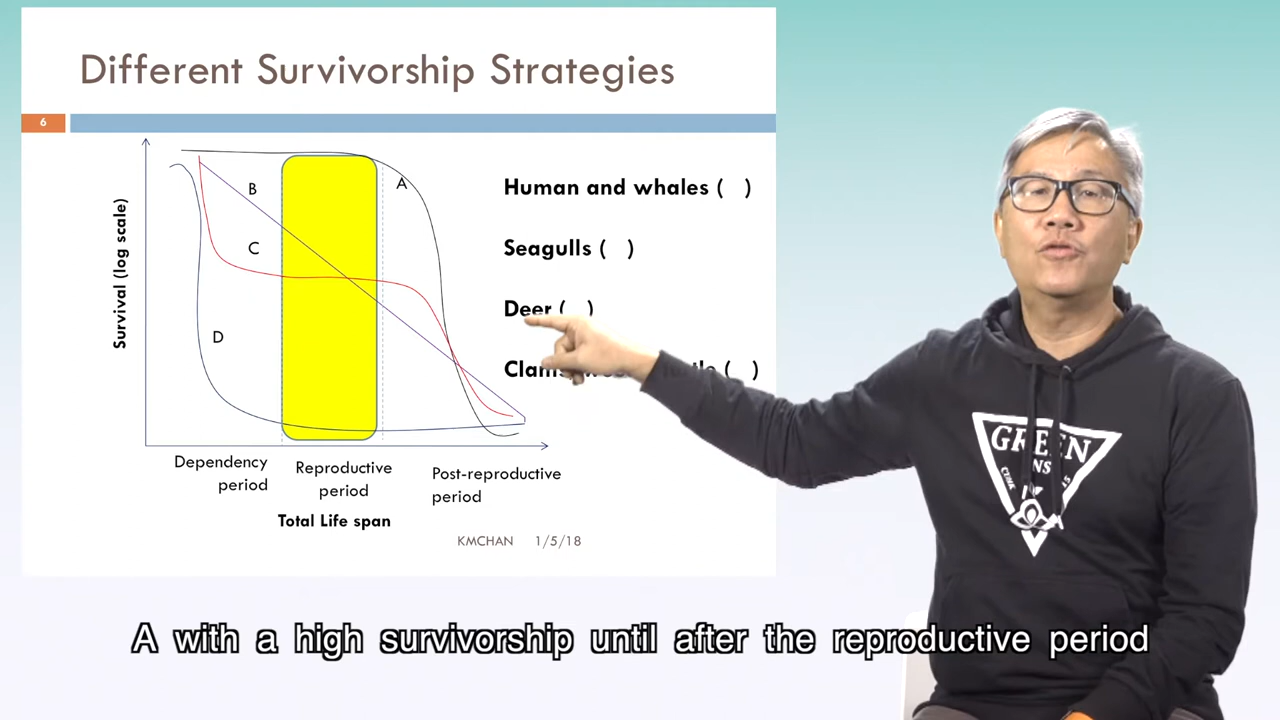 Different Survivorship Strategies
6
Survival (log scale)
A
B
C
D
Human and whales ( )
Seagulls ( )
Deer ( )
( )
Dependency
period
Reproductive
period
Post-reproductive
period
Total Life span
KMCHAN 1/5/18
GREEN
A with a high survivorship until after the reproductive period